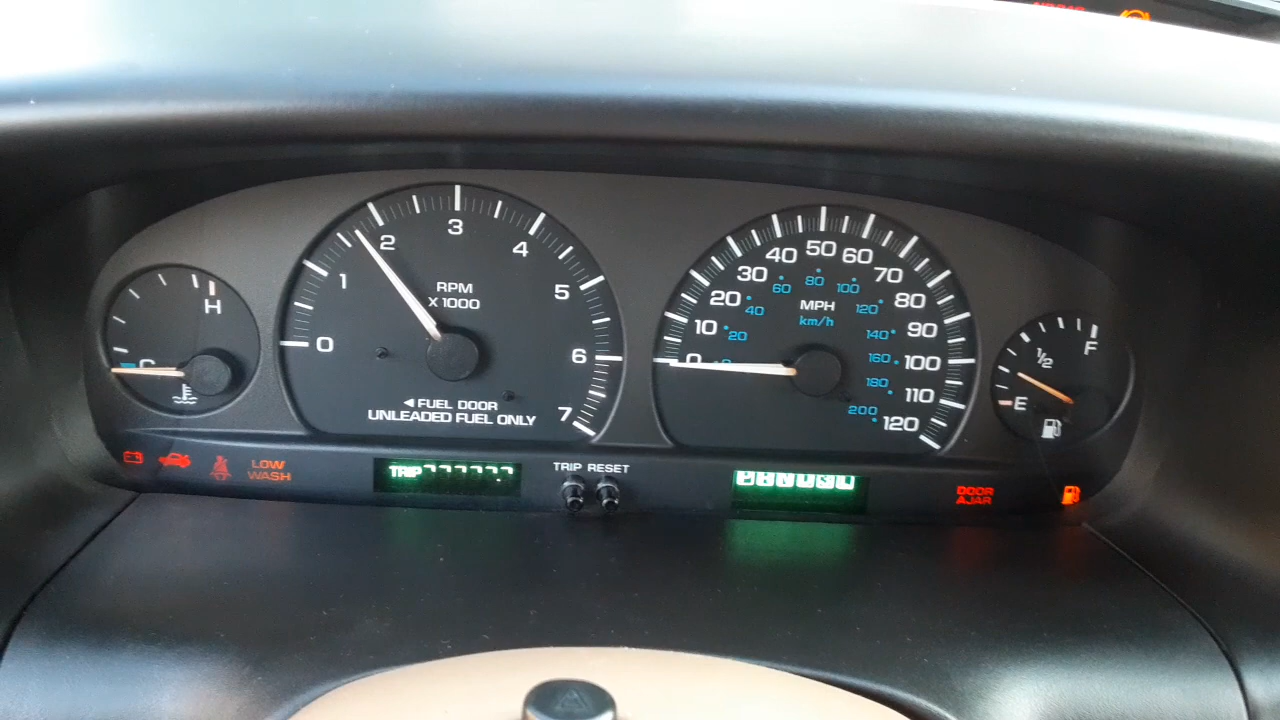 H
C
0
1
2
3
4
5
6
7
RPM
X 1000
FUEL DOOR
UNLEADED FUEL ONLY
0
10
20
30
40
50
60
70
80
90
100
110
120
0
20
40
60
80
100
120
140
160
180
200
MPH
km/h
F
1/2
E
LOW
WASH
TRIP
TRIP RESET
DOOR
AJAR